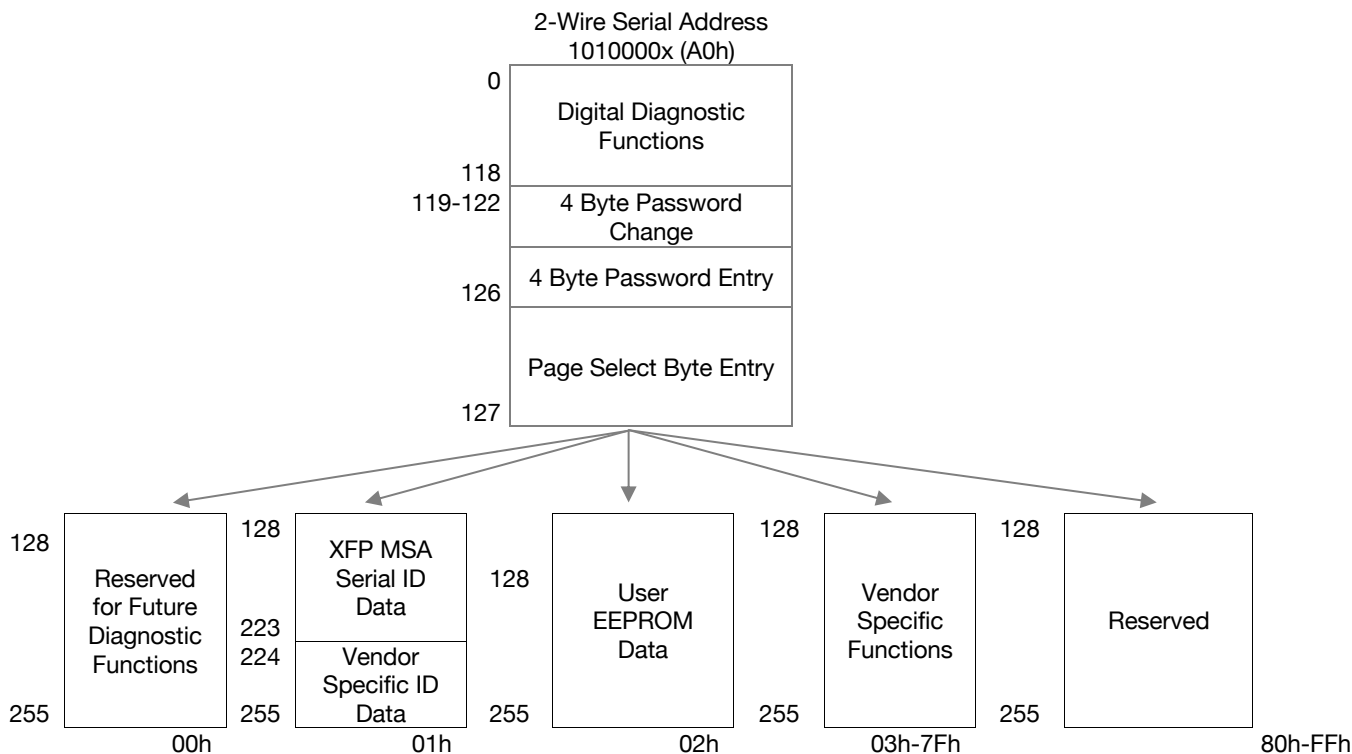 2-Wire Serial Address
1010000x (A0h)
0
Digital Diagnostic
Functions
118
119-122
4 Byte Password
Change
4 Byte Password Entry
126
Page Select Byte Entry
127
128
Reserved
for Future
Diagnostic
Functions
255
00h
128
XFP MSA
Serial ID
Data
223
224
Vendor
Specific ID
Data
255
01h
128
User
EEPROM
Data
255
02h
128
Vendor
Specific
Functions
255
03h-7Fh
128
Reserved
255
80h-FFh